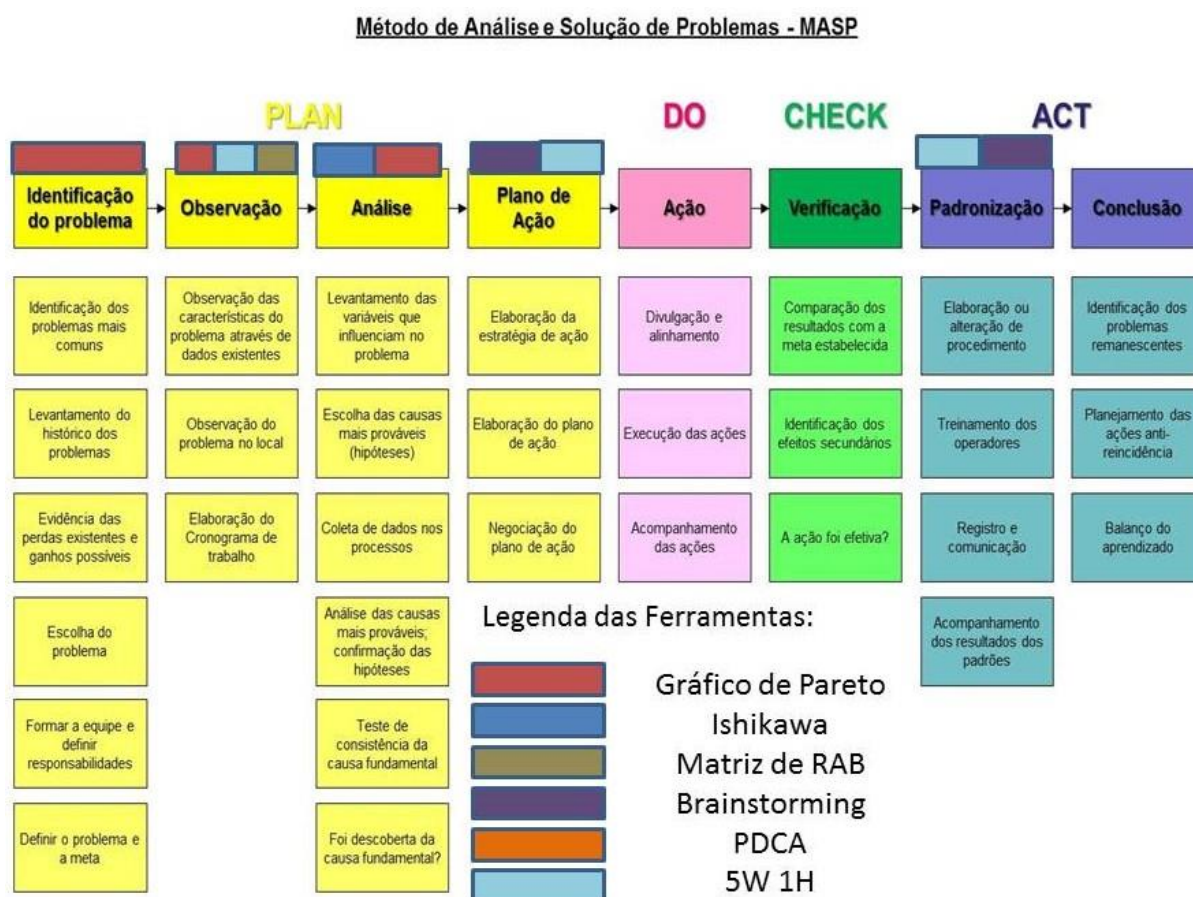 Método de Análise e Solução de Problemas - MASP
PLAN
DO
CHECK
ACT
Identificação
do problema
Observação
Análise
Plano de
Ação
Ação
Verificação
Padronização
Conclusão
Identificação dos
problemas mais
comuns
Observação das
características do
problema através de
dados existentes
Levantamento das
variáveis que
influenciam no
problema
Elaboração da
estratégia de ação
Divulgação e
alinhamento
Comparação dos
resultados com a
meta estabelecida
Elaboração ou
alteração de
procedimento
Identificação dos
problemas
remanescentes
Levantamento do
histórico dos
problemas
Observação do
problema no local
Escolha das causas
mais prováveis
(hipóteses)
Elaboração do plano
de ação
Execução das ações
Identificação dos
efeitos secundários
Treinamento dos
operadores
Planejamento das
ações anti-
reincidência
Evidência das
perdas existentes e
ganhos possíveis
Elaboração do
Cronograma de
trabalho
Coleta de dados nos
processos
Negociação do
plano de ação
Acompanhamento
das ações
A ação foi efetiva?
Registro e
comunicação
Balanço do
aprendizado
Escolha do
problema
Análise das causas
mais prováveis;
confirmação das
hipóteses
Acompanhamento
dos resultados dos
padrões
Formar a equipe e
definir
responsabilidades
Teste de
consistência da
causa fundamental
Definir o problema e
a meta
Foi descoberta da
causa fundamental?
Legenda das Ferramentas:
Gráfico de Pareto
Ishikawa
Matriz de RAB
Brainstorming
PDCA
5W 1H